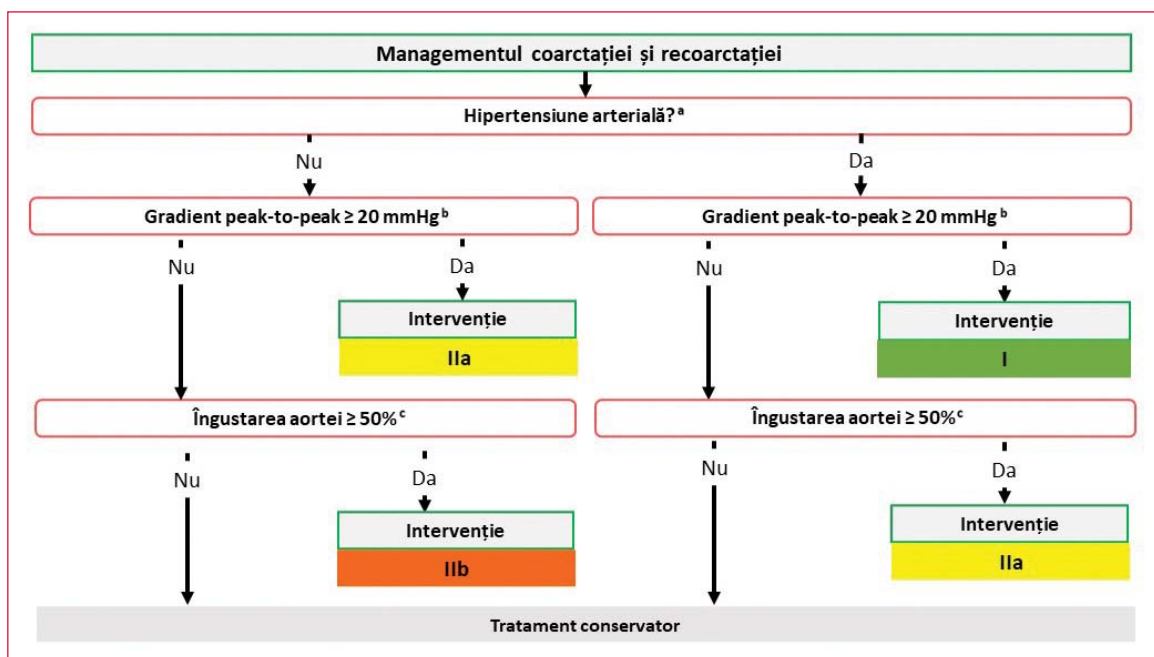 Managementul coarctației și recoarctației
Hipertensiune arterială? a
Nu
Da
Gradient peak-to-peak ≥ 20 mmHg b
Gradient peak-to-peak ≥ 20 mmHg b
Nu
Da
Nu
Da
Intervenție
Intervenție
IIa
I
Îngustarea aortei ≥ 50% c
Îngustarea aortei ≥ 50% c
Nu
Da
Nu
Da
Intervenție
Intervenție
IIb
IIa
Tratament conservator